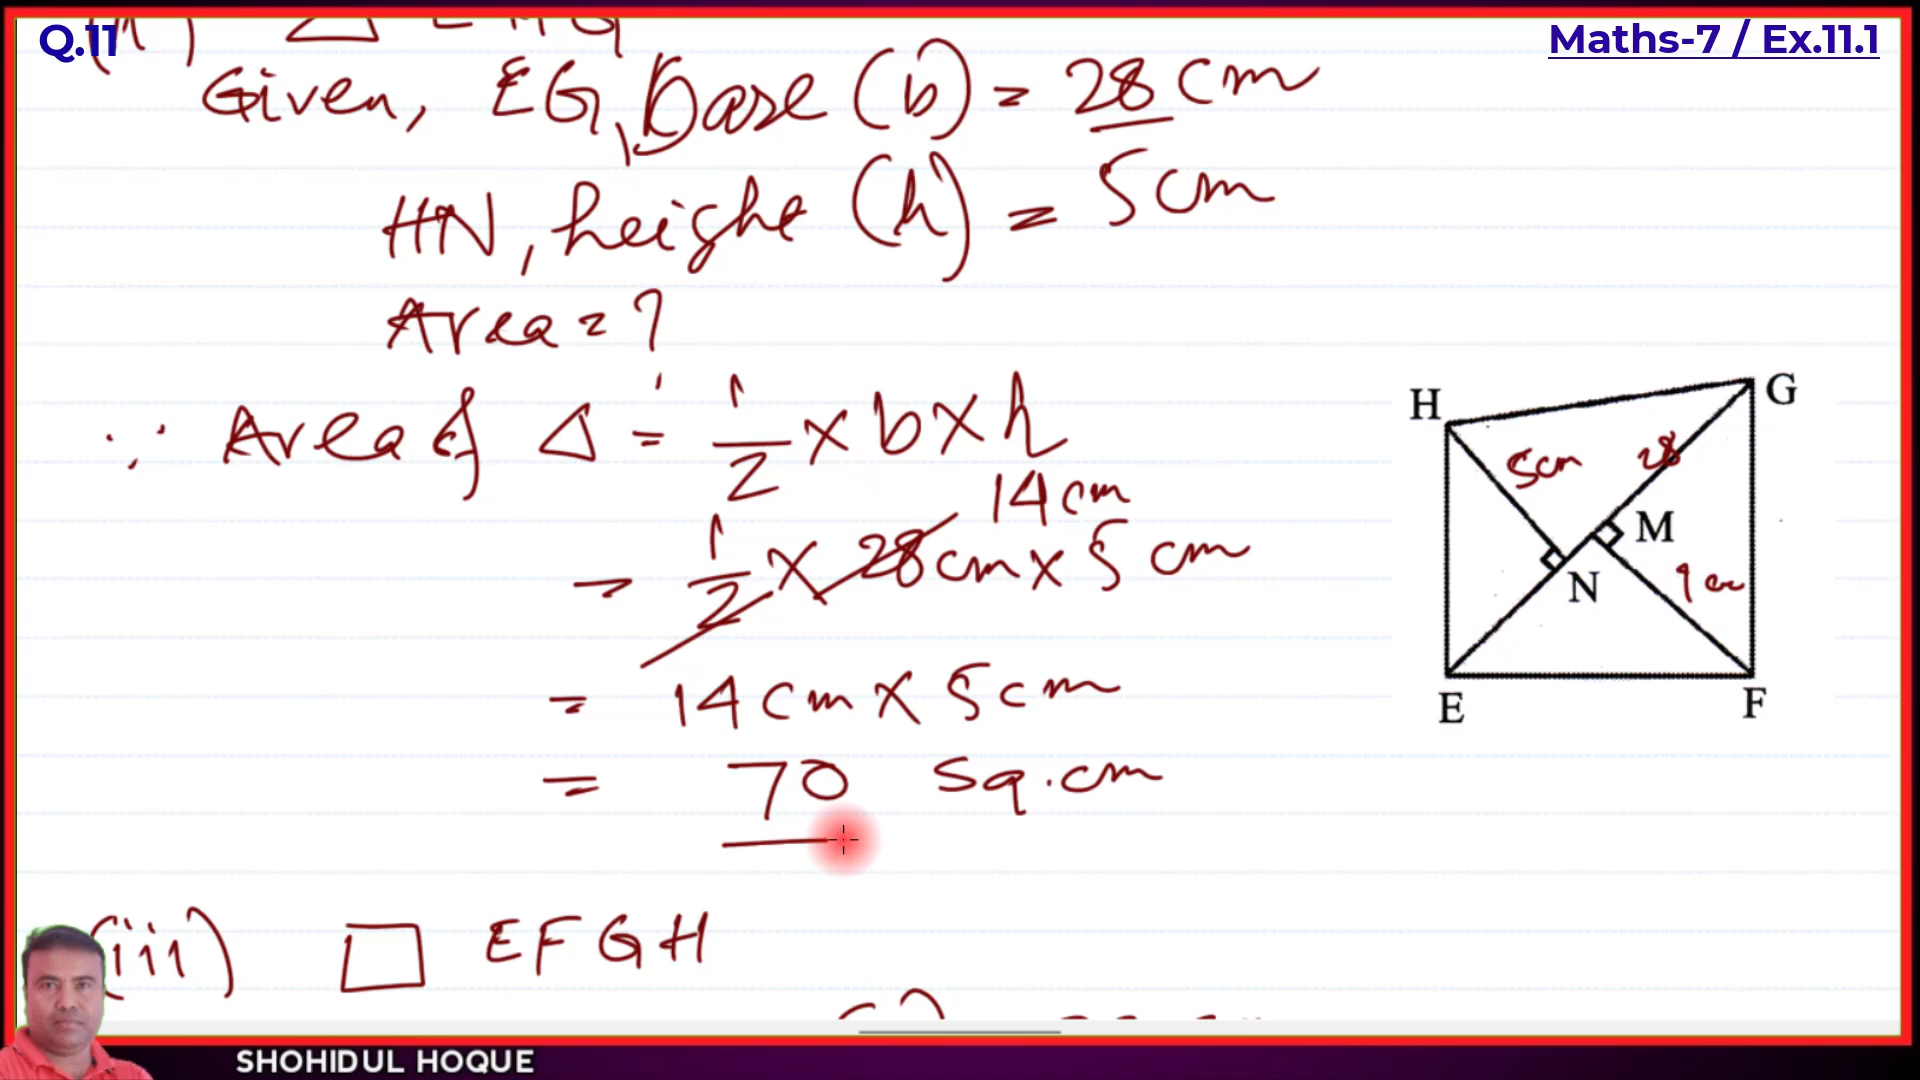 Q.11
Maths-7 / Ex.11.1
Given, EG, base (b) = 28 cm
HN, height (h) = 5 cm
Area = ?
∵ Area of Δ = 1/2 × b × h
14 cm
= 1/2 × 28 cm × 5 cm
= 14 cm × 5 cm
= 70 sq. cm
(iii) □ EFGH
H
G
5cm
28
M
N
E
F
SHOHIDUL HOQUE